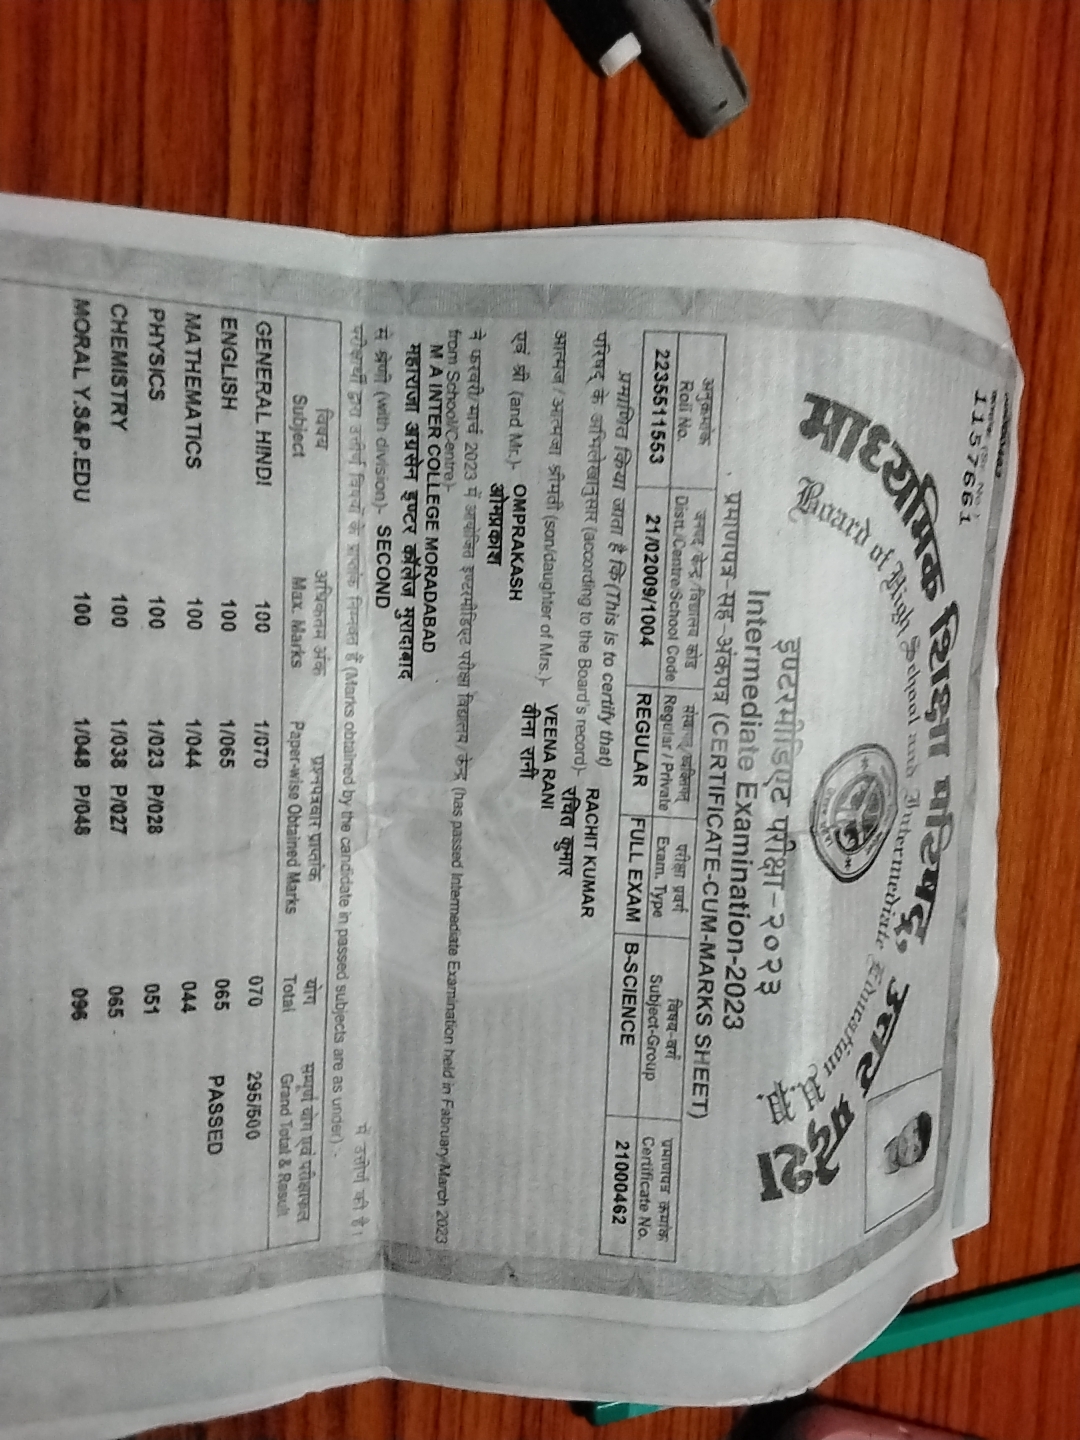 1157661
माध्यमिक शिक्षा परिषद्, उत्तर प्रदेश
Board of High School and Intermediate Education U.P.
इण्टरमीडिएट परीक्षा-२०२३
Intermediate Examination-2023
प्रमाणपत्र-सह-अंकपत्र (CERTIFICATE-CUM-MARKS SHEET)
अनुक्रमांक जनपद/केन्द्र/विद्यालय कोड संस्थागत/व्यक्तिगत परीक्षा प्रवर्ग विषय-वर्ग प्रमाणपत्र क्रमांक
Roll No. Distt./Centre/School Code Regular / Private Exam. Type Subject-Group Certificate No.
2235511553 21/02009/1004 REGULAR FULL EXAM B-SCIENCE 21000462
प्रमाणित किया जाता है कि (This is to certify that) RACHIT KUMAR
परिषद् के अभिलेखानुसार (according to the Board's record)- रचित कुमार
आत्मज/आत्मजा श्रीमती (son/daughter of Mrs.)- VEENA RANI
वीना रानी
एवं श्री (and Mr.)- OMPRAKASH
ओमप्रकाश
ने फरवरी/मार्च 2023 में आयोजित इण्टरमीडिएट परीक्षा विद्यालय/केन्द्र (has passed Intermediate Examination held in Fabruary/March 2023
from School/Centre)-
M A INTER COLLEGE MORADABAD
महाराजा अग्रसेन इण्टर कॉलेज मुरादाबाद
से श्रेणी (with division)- SECOND में उत्तीर्ण की है।
परीक्षार्थी द्वारा उत्तीर्ण विषयों के प्राप्तांक निम्नवत हैं (Marks obtained by the candidate in passed subjects are as under) :-
विषय अधिकतम अंक प्रश्नपत्रवार प्राप्तांक योग सम्पूर्ण योग एवं परीक्षाफल
Subject Max. Marks Paper-wise Obtained Marks Total Grand Total & Result
GENERAL HINDI 100 1/070 070 295/500
ENGLISH 100 1/065 065 PASSED
MATHEMATICS 100 1/044 044
PHYSICS 100 1/023 P/028 051
CHEMISTRY 100 1/038 P/027 065
MORAL Y.S&P.EDU 100 1/048 P/048 096